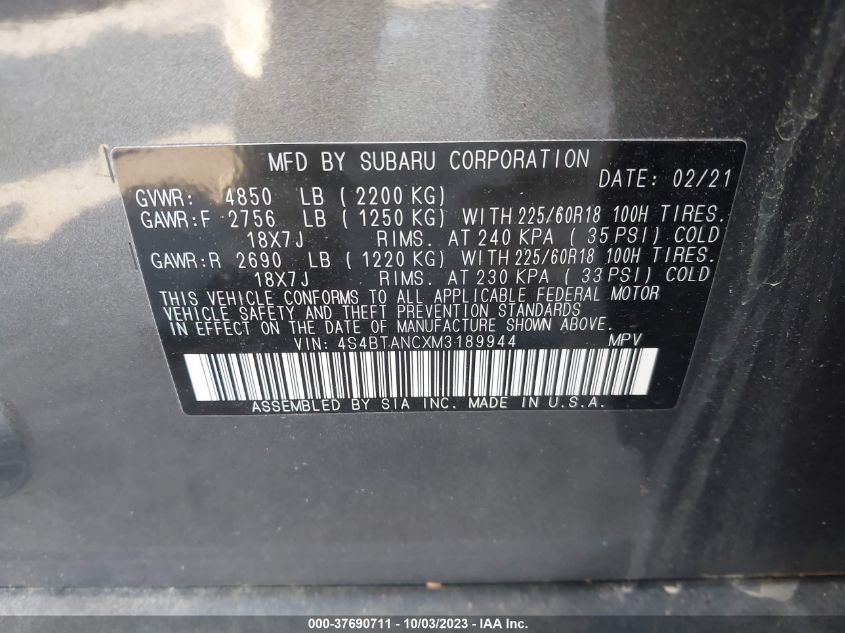 MFD BY SUBARU CORPORATION
DATE: 02/21
GVWR: 4850 LB ( 2200 KG)
GAWR:F 2756 LB ( 1250 KG) WITH 225/60R18 100H TIRES.
18X7J RIMS. AT 240 KPA ( 35 PSI) COLD
GAWR:R 2690 LB ( 1220 KG) WITH 225/60R18 100H TIRES.
18X7J RIMS. AT 230 KPA ( 33 PSI) COLD
THIS VEHICLE CONFORMS TO ALL APPLICABLE FEDERAL MOTOR
VEHICLE SAFETY AND THEFT PREVENTION STANDARDS
IN EFFECT ON THE DATE OF MANUFACTURE SHOWN ABOVE.
VIN: 4S4BTANCXM3189944 MPV
ASSEMBLED BY SIA INC. MADE IN U.S.A.
000-37690711 - 10/03/2023 - IAA Inc.